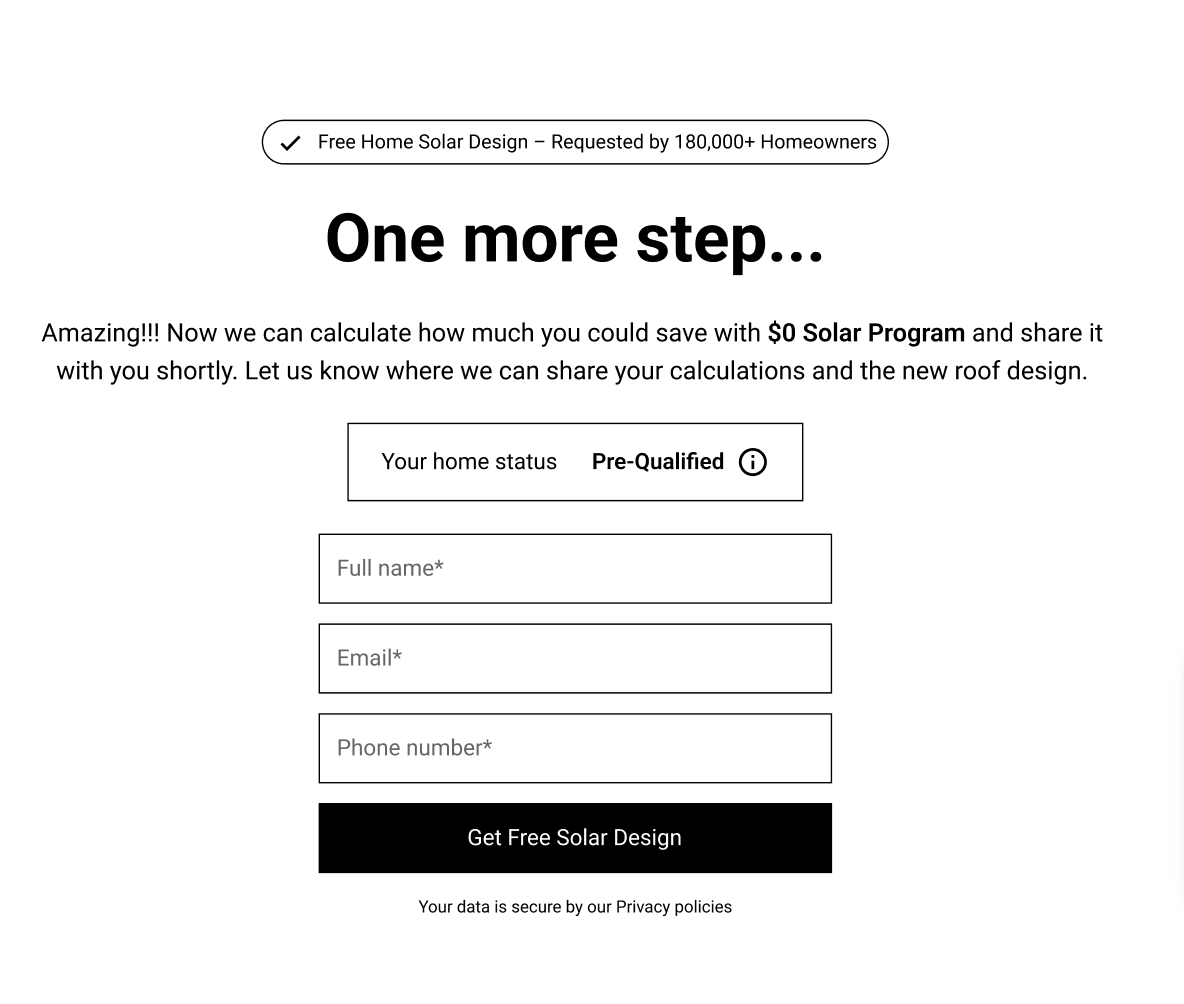 Free Home Solar Design – Requested by 180,000+ Homeowners
One more step...
Amazing!!! Now we can calculate how much you could save with $0 Solar Program and share it
with you shortly. Let us know where we can share your calculations and the new roof design.
Your home status Pre-Qualified
Full name*
Email*
Phone number*
Get Free Solar Design
Your data is secure by our Privacy policies